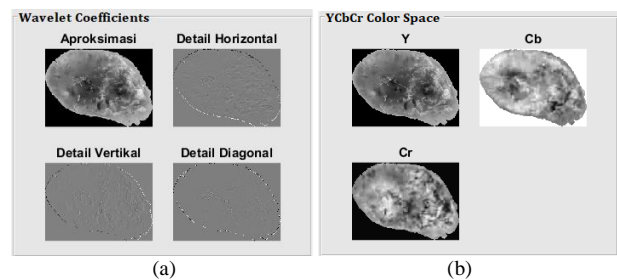 Wavelet Coefficients
Aproksimasi Detail Horizontal
Detail Vertikal Detail Diagonal
(a)
YCbCr Color Space
Y Cb
Cr
(b)